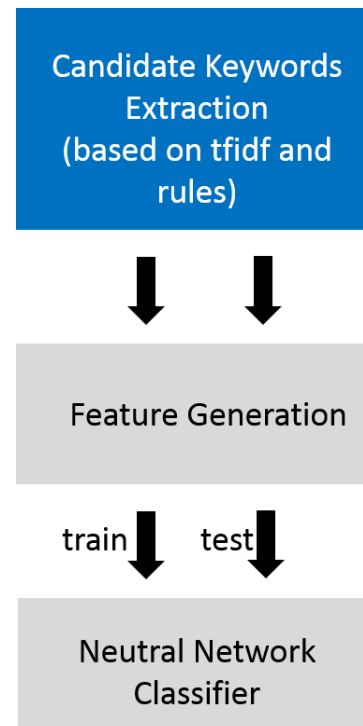 Candidate Keywords
Extraction
(based on tfidf and
rules)
Feature Generation
train test
Neutral Network
Classifier